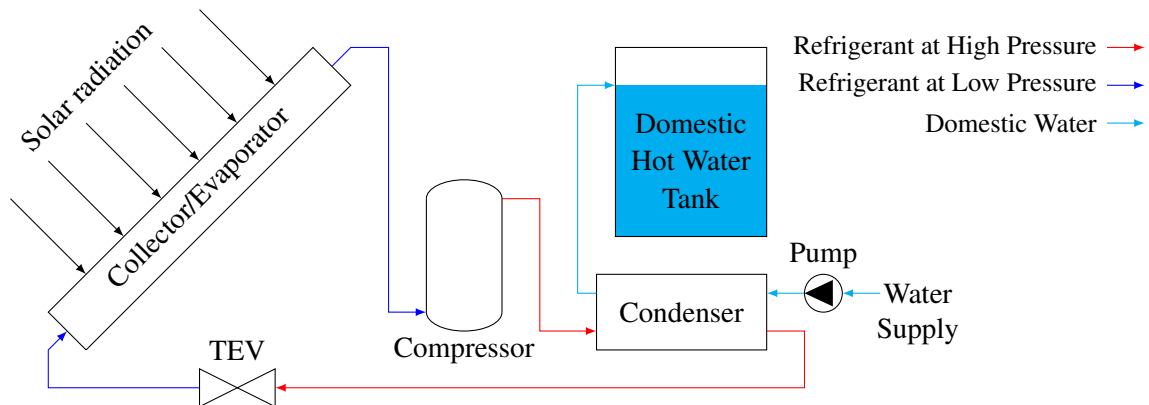 Solar radiation
Collector/Evaporator
TEV
Compressor
Domestic
Hot Water
Tank
Condenser
Pump
Water
Supply
Refrigerant at High Pressure
Refrigerant at Low Pressure
Domestic Water